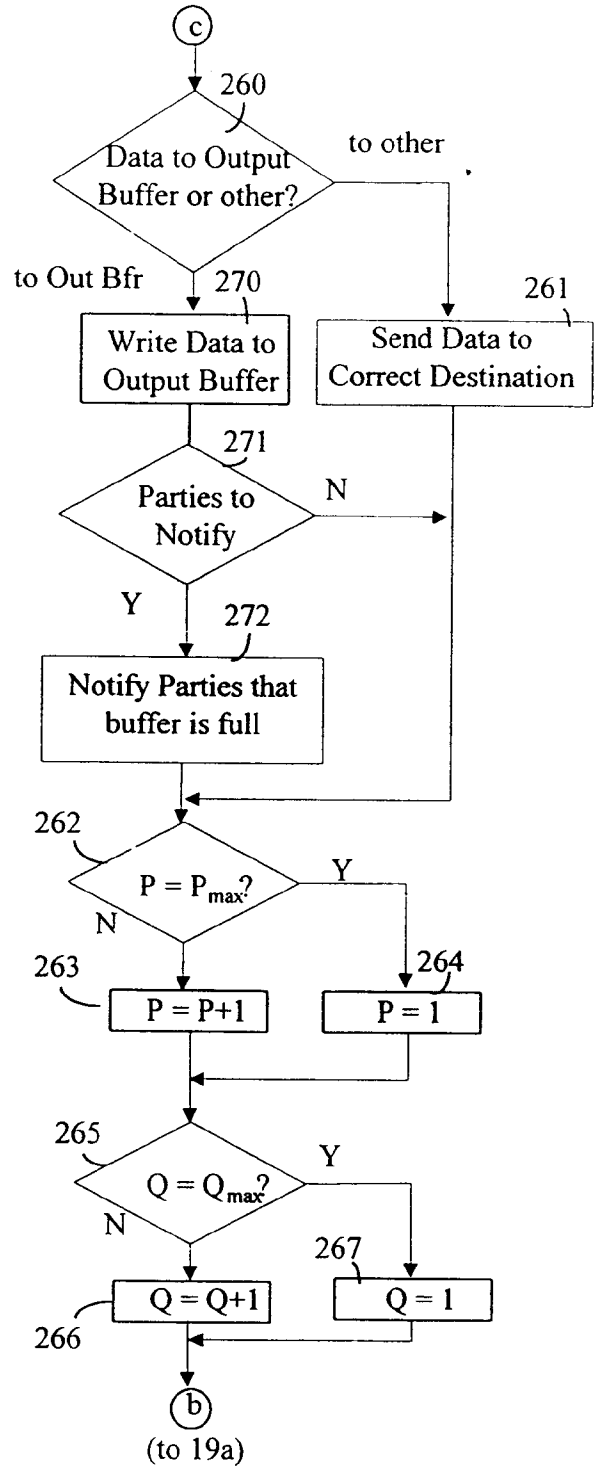 c
260
Data to Output
Buffer or other?
to other
to Out Bfr
270
Write Data to
Output Buffer
261
Send Data to
Correct Destination
271
Parties to
Notify
N
Y
272
Notify Parties that
buffer is full
262
P = Pmax?
Y
N
263
P = P+1
264
P = 1
265
Q = Qmax?
Y
N
266
Q = Q+1
267
Q = 1
b
(to 19a)